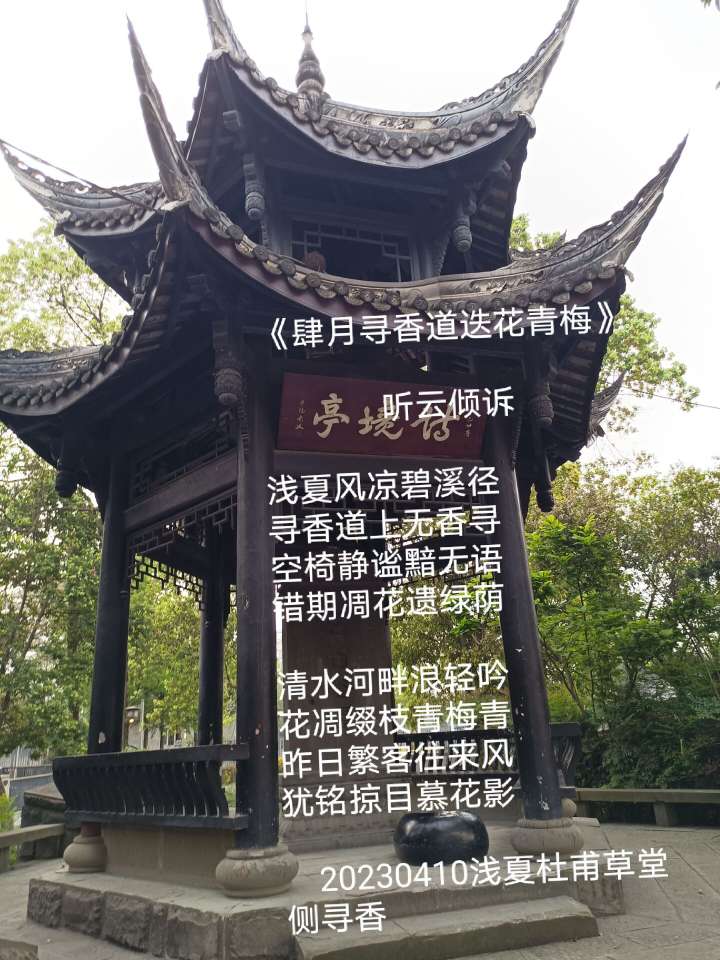 《肆月寻香道迭花青梅》
听云倾诉
诗境亭
浅夏风凉碧溪径
寻香道上无香寻
空椅静谧黯无语
错期凋花遗绿荫
清水河畔浪轻吟
花凋缀枝青梅青
昨日繁客往来风
犹铭掠目慕花影
20230410浅夏杜甫草堂
侧寻香